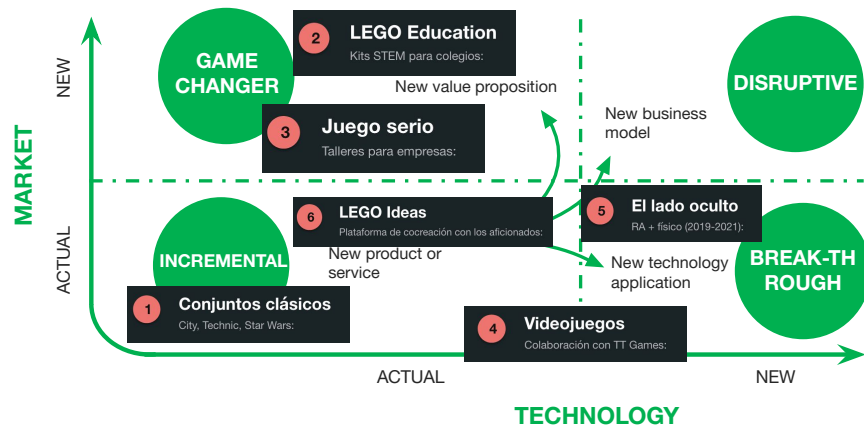 GAME
CHANGER
2
LEGO Education
Kits STEM para colegios:
New value proposition
DISRUPTIVE
NEW
3
Juego serio
Talleres para empresas:
New business
model
MARKET
6
LEGO Ideas
Plataforma de cocreación con los aficionados:
5
El lado oculto
RA + físico (2019-2021):
ACTUAL
INCREMENTAL
New product or
service
New technology
application
BREAK-TH
ROUGH
1
Conjuntos clásicos
City, Technic, Star Wars:
4
Videojuegos
Colaboración con TT Games:
ACTUAL
NEW
TECHNOLOGY